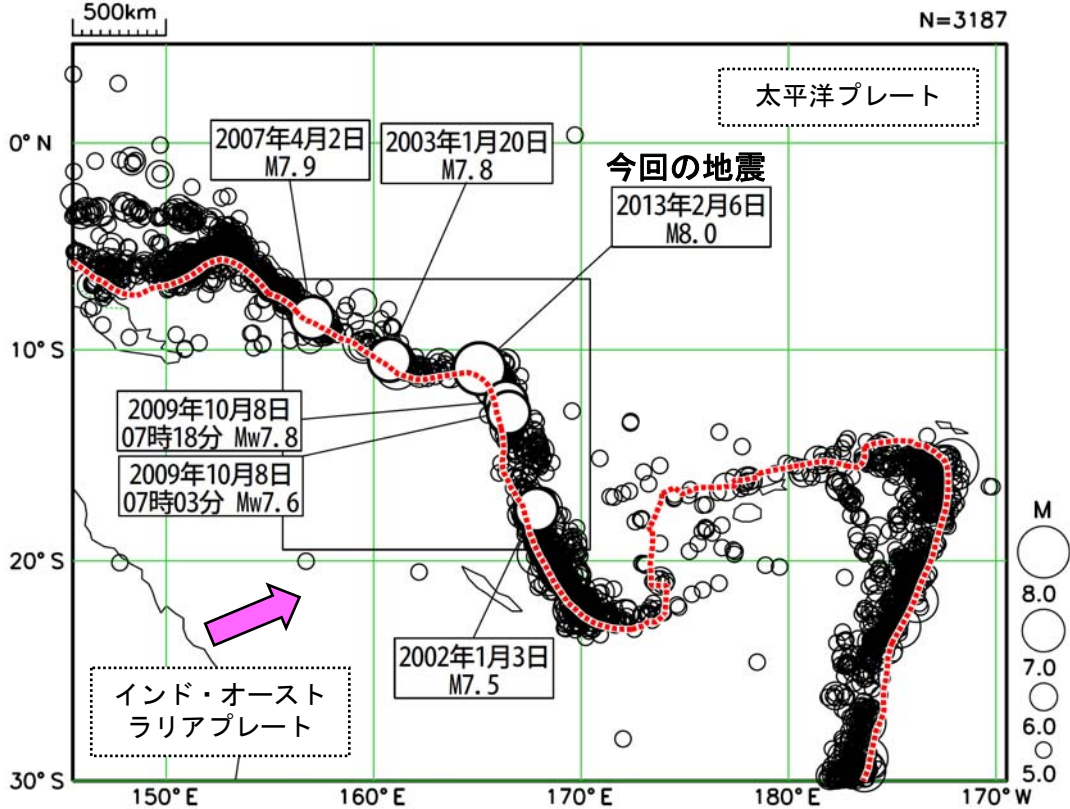 500km
N=3187
太平洋プレート
0°N
2007年4月2日
M7.9
2003年1月20日
M7.8
今回の地震
2013年2月6日
M8.0
10°S
2009年10月8日
07時18分 Mw7.8
2009年10月8日
07時03分 Mw7.6
20°S
2002年1月3日
M7.5
インド・オースト
ラリアプレート
M
8.0
7.0
6.0
5.0
30°S
150°E
160°E
170°E
180°E
170°W